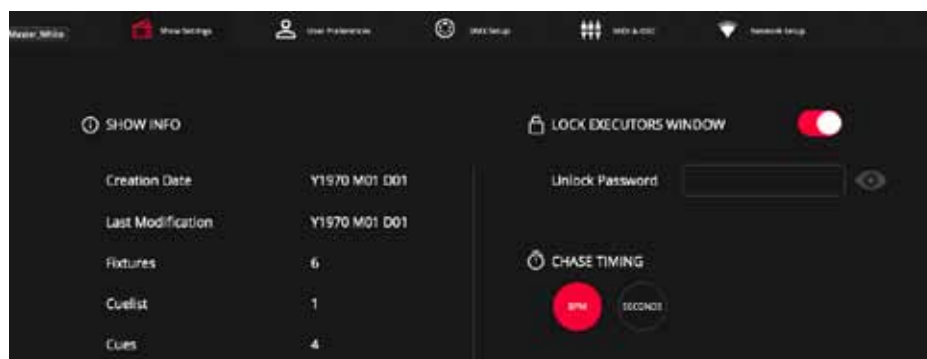 Master_White
Show Settings
User Preferences
DMX Setup
MIDI & OSC
Network Setup
SHOW INFO
Creation Date Y1970 M01 D01
Last Modification Y1970 M01 D01
Fixtures 6
Cuelist 1
Cues 4
LOCK EXECUTORS WINDOW
Unlock Password
CHASE TIMING
BPM
SECONDS